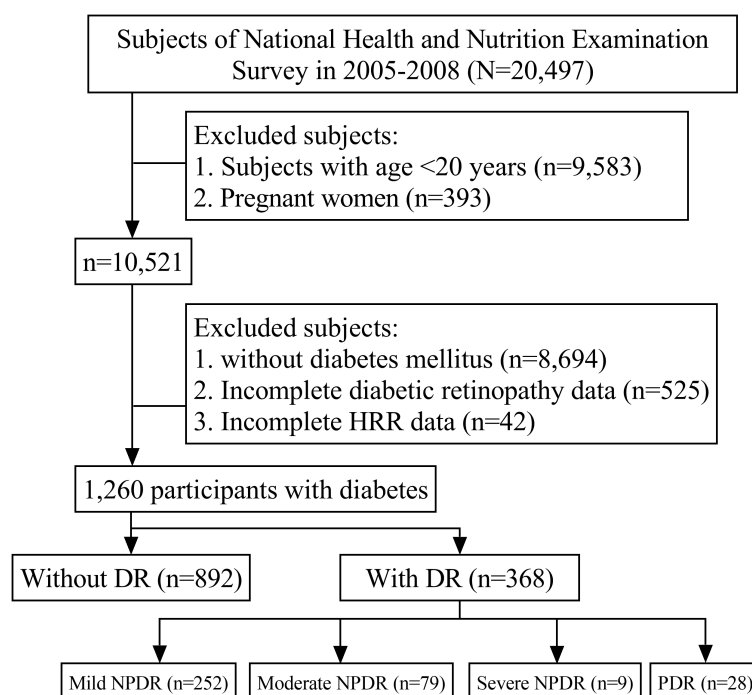 Subjects of National Health and Nutrition Examination
Survey in 2005-2008 (N=20,497)
Excluded subjects:
1. Subjects with age <20 years (n=9,583)
2. Pregnant women (n=393)
n=10,521
Excluded subjects:
1. without diabetes mellitus (n=8,694)
2. Incomplete diabetic retinopathy data (n=525)
3. Incomplete HRR data (n=42)
1,260 participants with diabetes
Without DR (n=892)
With DR (n=368)
Mild NPDR (n=252)
Moderate NPDR (n=79)
Severe NPDR (n=9)
PDR (n=28)